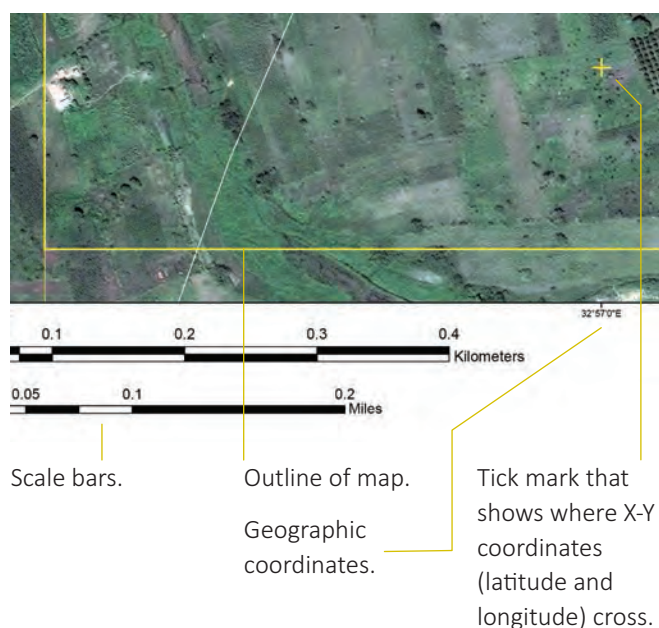 32°57'0"E
0.1 0.2 0.3 0.4
Kilometers
0.05 0.1 0.2
Miles
Scale bars.
Outline of map.
Geographic
coordinates.
Tick mark that
shows where X-Y
coordinates
(latitude and
longitude) cross.